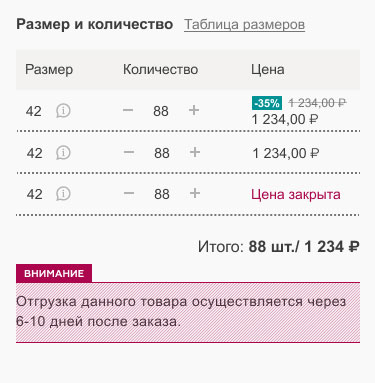 Размер и количество Таблица размеров
Размер Количество Цена
-35% 1 234,00 ₽
42 − 88 + 1 234,00 ₽
42 − 88 + 1 234,00 ₽
42 − 88 + Цена закрыта
Итого: 88 шт./ 1 234 ₽
ВНИМАНИЕ
Отгрузка данного товара осуществляется через
6-10 дней после заказа.